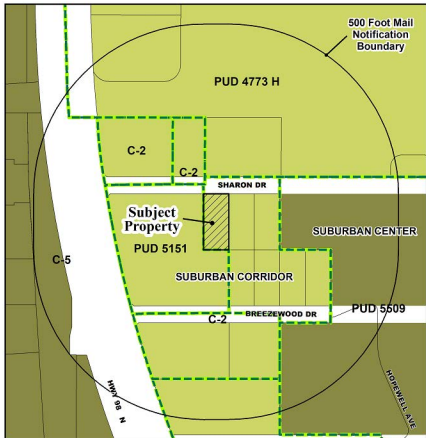 500 Foot Mail
Notification
Boundary
PUD 4773 H
C-2
C-2
SHARON DR
Subject
Property
SUBURBAN CENTER
PUD 5151
C-5
SUBURBAN CORRIDOR
PUD 5509
BREEZEWOOD DR
C-2
HWY 98 N
HOPEWELL AVE